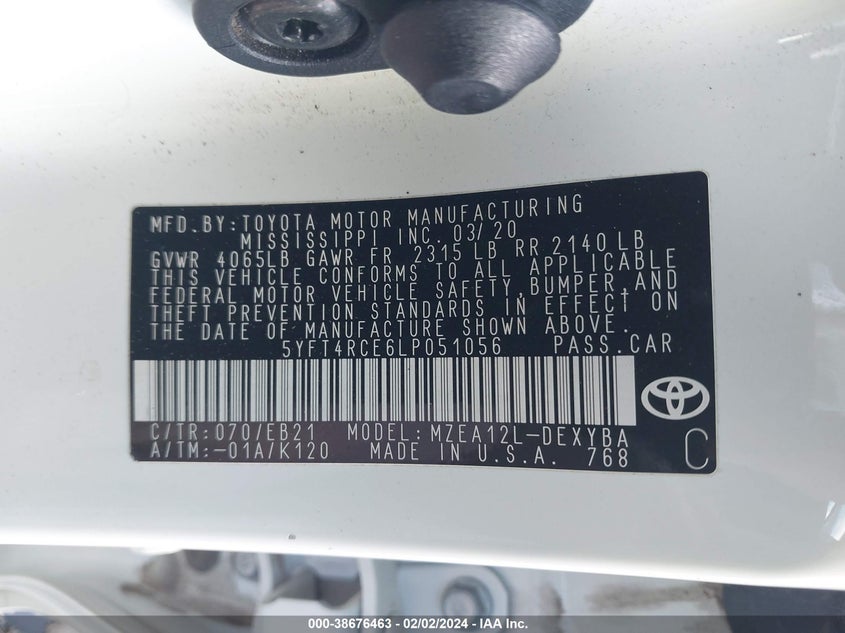 MFD. BY: TOYOTA MOTOR MANUFACTURING
MISSISSIPPI INC. 03/20
GVWR 4065LB GAWR FR 2315 LB RR 2140 LB
THIS VEHICLE CONFORMS TO ALL APPLICABLE
FEDERAL MOTOR VEHICLE SAFETY, BUMPER, AND
THEFT PREVENTION STANDARDS IN EFFECT ON
THE DATE OF MANUFACTURE SHOWN ABOVE.
5YFT4RCE6LP051056 PASS. CAR
C/TR: 070/EB21 MODEL: MZEA12L-DEXYBA
A/TM: -01A/K120 MADE IN U.S.A. 768 C
000-38676463 - 02/02/2024 - IAA Inc.